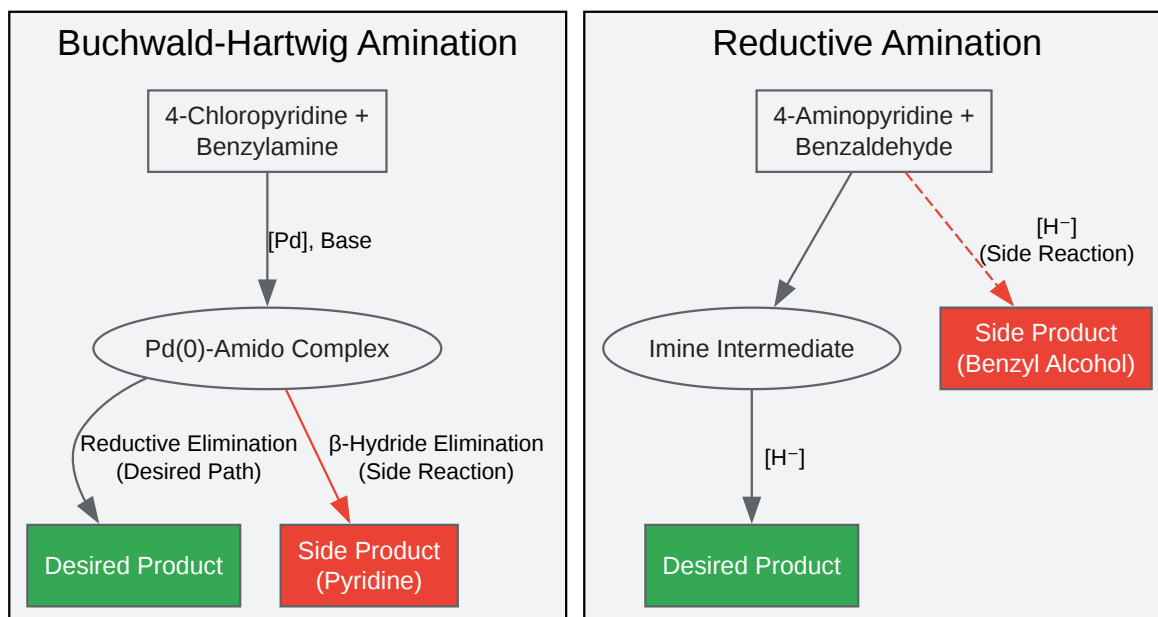 Buchwald-Hartwig Amination
4-Chloropyridine +
Benzylamine
[Pd], Base
Pd(0)-Amido Complex
Reductive Elimination
(Desired Path)
β-Hydride Elimination
(Side Reaction)
Desired Product
Side Product
(Pyridine)
Reductive Amination
4-Aminopyridine +
Benzaldehyde
[H⁻]
(Side Reaction)
Imine Intermediate
Side Product
(Benzyl Alcohol)
[H⁻]
Desired Product